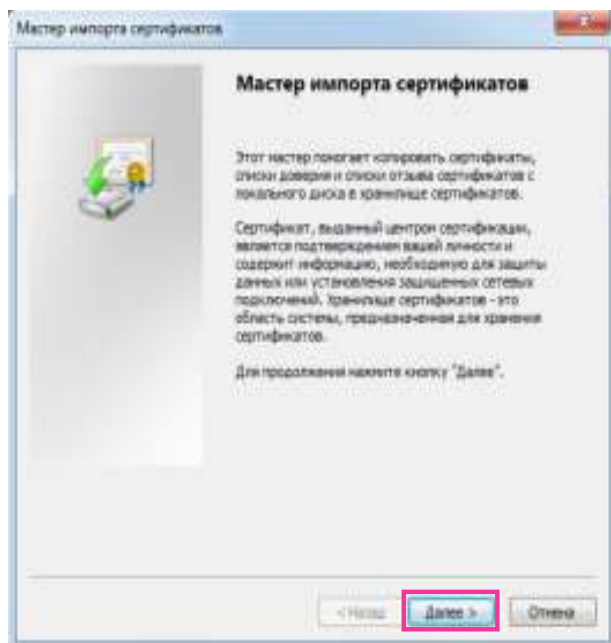 Мастер импорта сертификатов
Мастер импорта сертификатов
Этот мастер помогает копировать сертификаты,
списки доверия и списки отзыва сертификатов с
локального диска в хранилище сертификатов.
Сертификат, выданный центром сертификации,
является подтверждением вашей личности и
содержит информацию, необходимую для защиты
данных или установления защищенных сетевых
подключений. Хранилище сертификатов - это
область системы, предназначенная для хранения
сертификатов.
Для продолжения нажмите кнопку "Далее".
< Назад
Далее >
Отмена